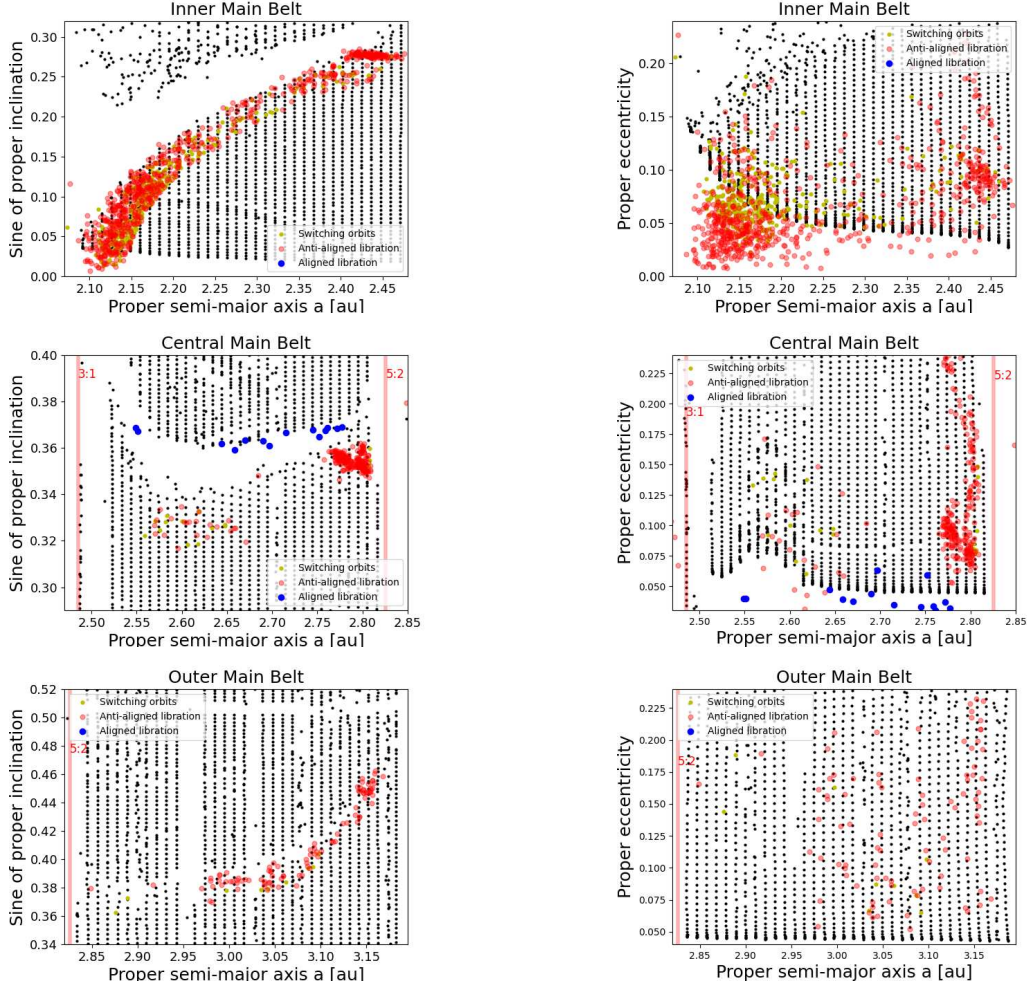 Inner Main Belt
Sine of proper inclination
0.30
0.25
0.20
0.15
0.10
0.05
0.00
Switching orbits
Anti-aligned libration
Aligned libration
2.10 2.15 2.20 2.25 2.30 2.35 2.40 2.45
Proper semi-major axis a [au]
Inner Main Belt
Proper eccentricity
0.20
0.15
0.10
0.05
0.00
Switching orbits
Anti-aligned libration
Aligned libration
2.10 2.15 2.20 2.25 2.30 2.35 2.40 2.45
Proper Semi-major axis a [au]
Central Main Belt
Sine of proper inclination
0.40
0.38
0.36
0.34
0.32
0.30
3:1
5:2
Switching orbits
Anti-aligned libration
Aligned libration
2.50 2.55 2.60 2.65 2.70 2.75 2.80 2.85
Proper semi-major axis a [au]
Central Main Belt
Proper eccentricity
0.225
0.200
0.175
0.150
0.125
0.100
0.075
0.050
Switching orbits
Anti-aligned libration
Aligned libration
3:1
5:2
2.50 2.55 2.60 2.65 2.70 2.75 2.80 2.85
Proper semi-major axis a [au]
Outer Main Belt
Sine of proper inclination
0.52
0.50
0.48
0.46
0.44
0.42
0.40
0.38
0.36
0.34
Switching orbits
Anti-aligned libration
Aligned libration
5:2
2.85 2.90 2.95 3.00 3.05 3.10 3.15
Proper semi-major axis a [au]
Outer Main Belt
Proper eccentricity
0.225
0.200
0.175
0.150
0.125
0.100
0.075
0.050
Switching orbits
Anti-aligned libration
Aligned libration
5:2
2.85 2.90 2.95 3.00 3.05 3.10 3.15
Proper semi-major axis a [au]